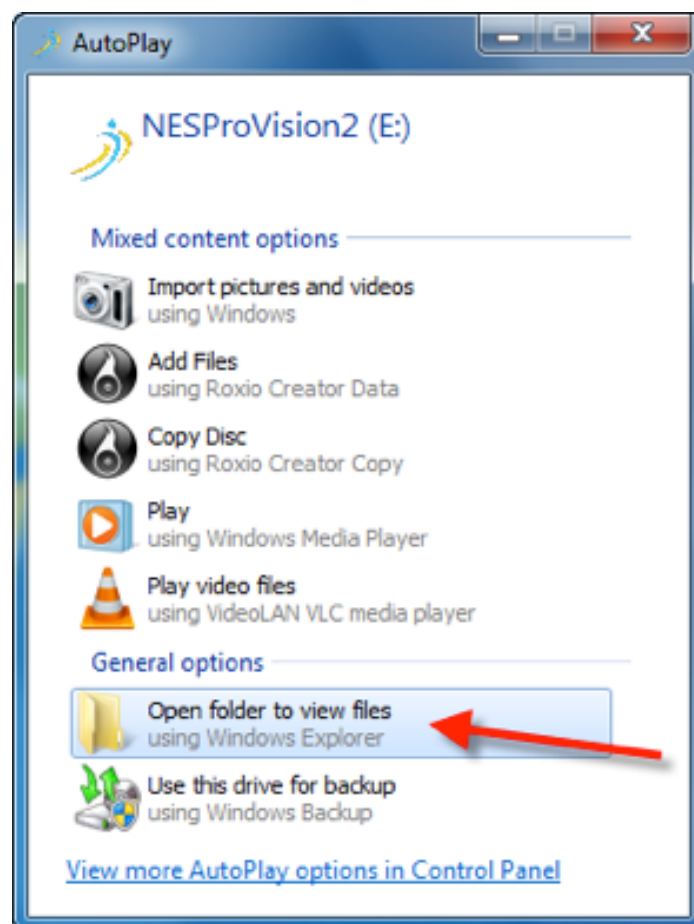 AutoPlay
NESProVision2 (E:)
Mixed content options
Import pictures and videos
using Windows
Add Files
using Roxio Creator Data
Copy Disc
using Roxio Creator Copy
Play
using Windows Media Player
Play video files
using VideoLAN VLC media player
General options
Open folder to view files
using Windows Explorer
Use this drive for backup
using Windows Backup
View more AutoPlay options in Control Panel